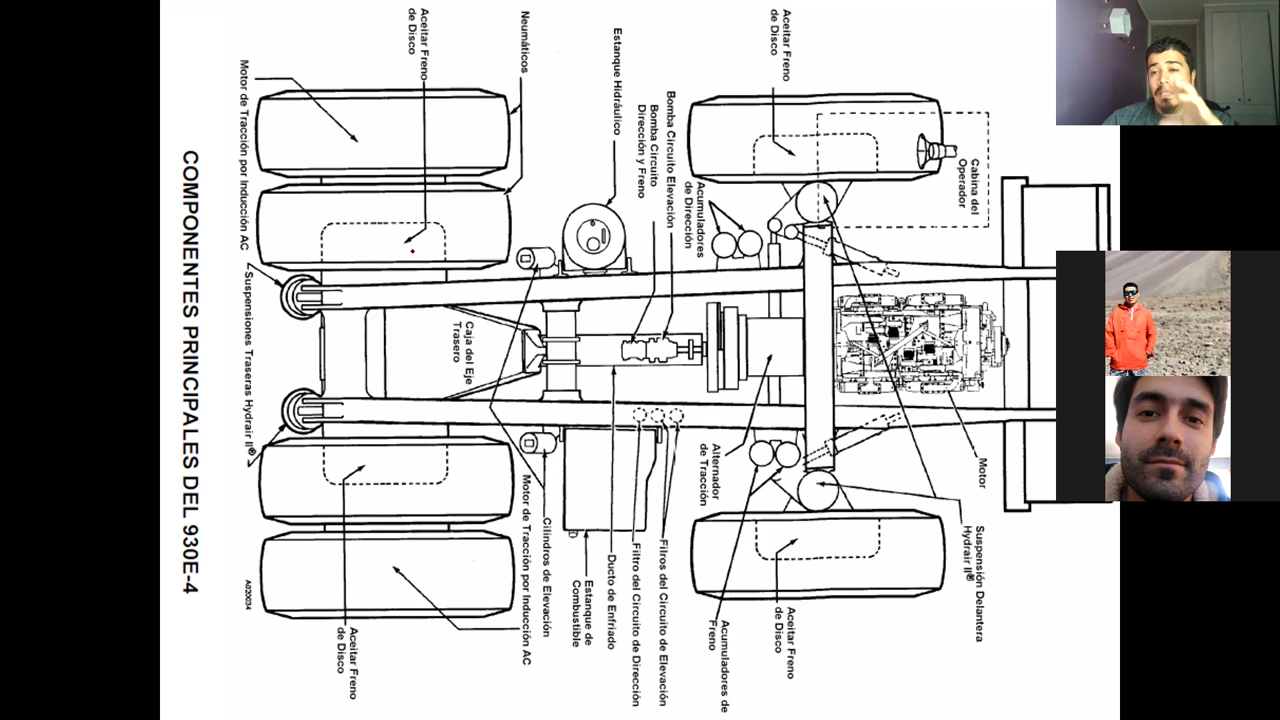 Aceitar Freno
de Disco
Neumáticos
Estanque Hidráulico
Bomba Circuito
Dirección y Freno
Bomba Circuito Elevación
Acumuladores
de Dirección
Aceitar Freno
de Disco
Cabina del
Operador
Motor de Tracción por Inducción AC
Suspensiones Traseras Hydrair II®
Caja del Eje
Trasero
Motor
Alternador
de Tracción
Suspensión Delantera
Hydrair II®
Motor de Tracción por Inducción AC
Cilindros de Elevación
Estanque de
Combustible
Ducto de Enfriado
Filtro del Circuito de Dirección
Filros del Circuito de Elevación
Acumuladores de
Freno
Aceitar Freno
de Disco
Aceitar Freno
de Disco
A020034
COMPONENTES PRINCIPALES DEL 930E-4